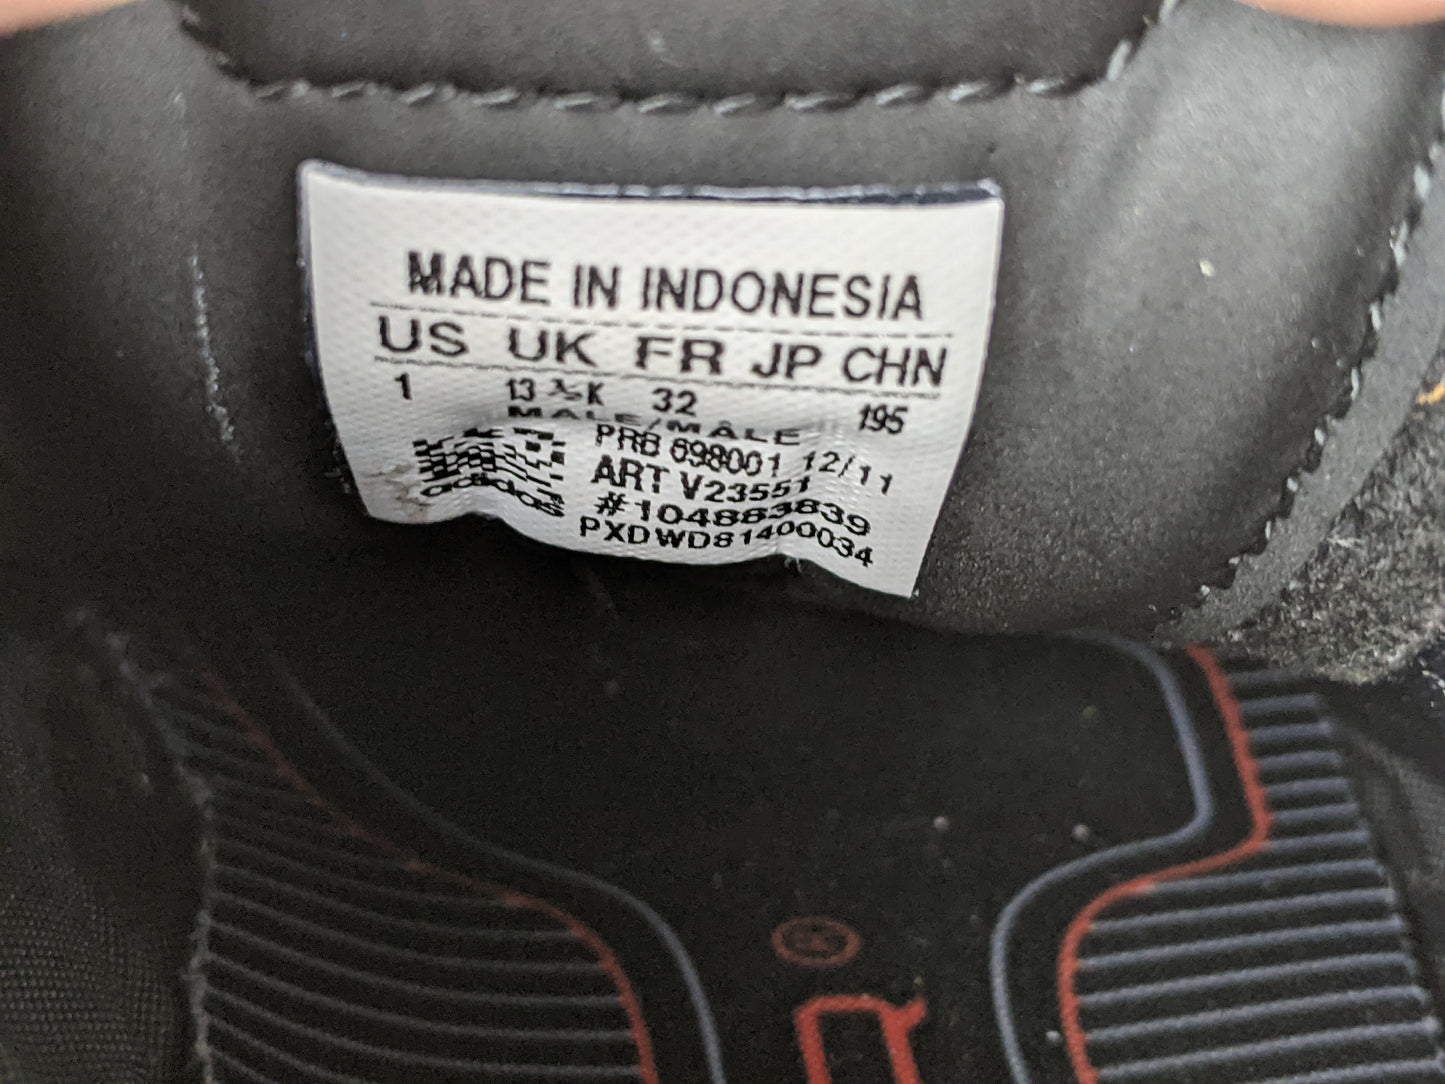 MADE IN INDONESIA
US UK FR JP CHN
1 13 ½K 32 195
MALE/MÂLE
PRB 698001 12/11
ART V23551
#104883839
PXDWD81400034
adidas
®